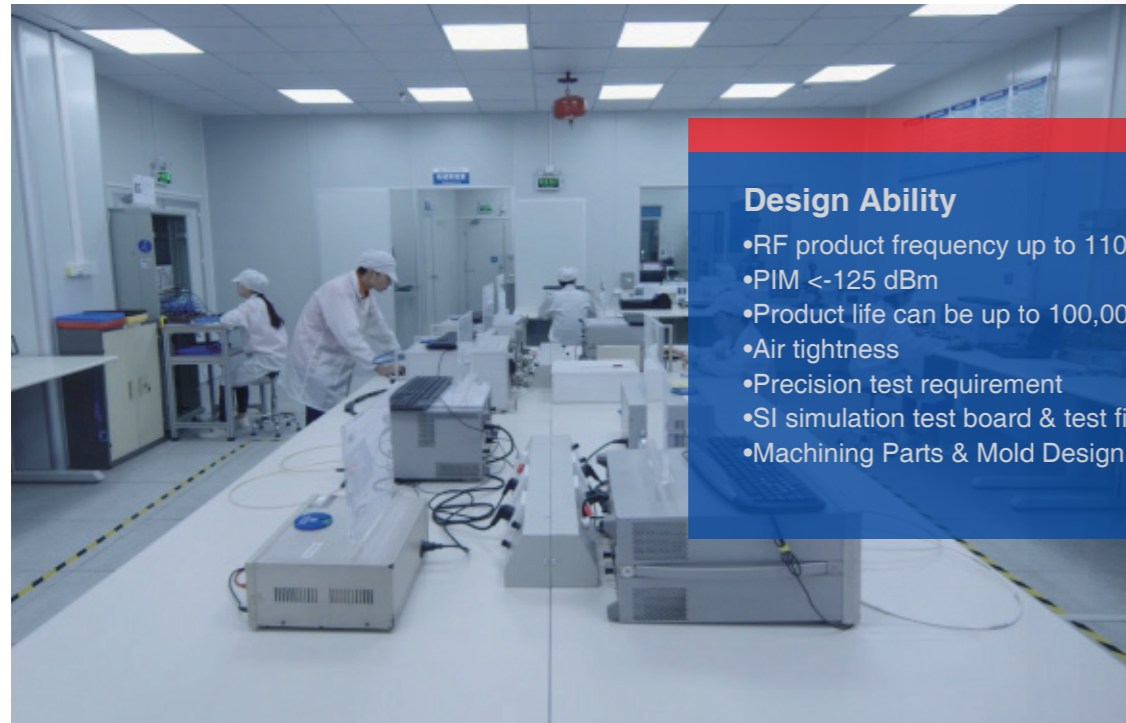 Design Ability
•RF product frequency up to 110
•PIM <-125 dBm
•Product life can be up to 100,00
•Air tightness
•Precision test requirement
•SI simulation test board & test fi
•Machining Parts & Mold Design